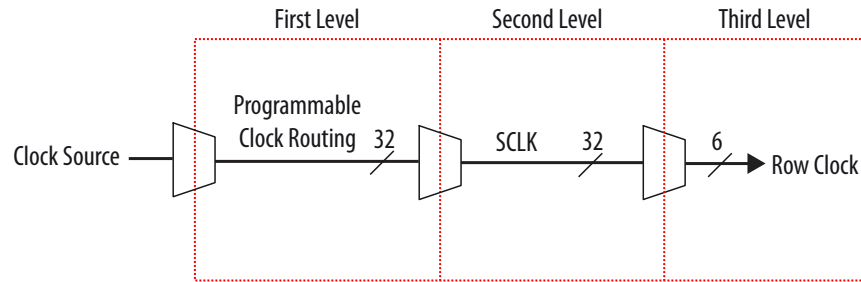 First Level
Second Level
Third Level
Programmable
Clock Routing
32
SCLK
32
6
Clock Source
Row Clock